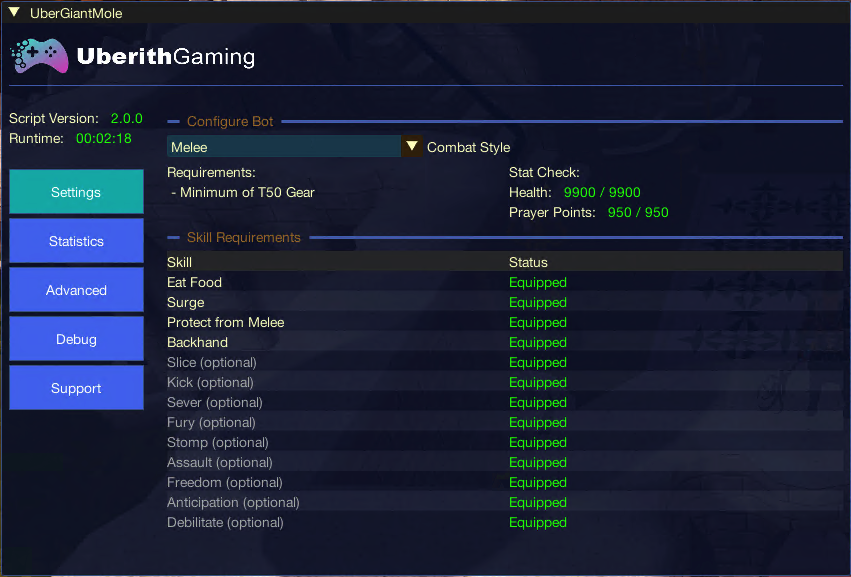 UberGiantMole
UberithGaming
Script Version: 2.0.0
Runtime: 00:02:18
Settings
Statistics
Advanced
Debug
Support
Configure Bot
Melee Combat Style
Requirements:
- Minimum of T50 Gear
Stat Check:
Health: 9900 / 9900
Prayer Points: 950 / 950
Skill Requirements
Skill Status
Eat Food Equipped
Surge Equipped
Protect from Melee Equipped
Backhand Equipped
Slice (optional) Equipped
Kick (optional) Equipped
Sever (optional) Equipped
Fury (optional) Equipped
Stomp (optional) Equipped
Assault (optional) Equipped
Freedom (optional) Equipped
Anticipation (optional) Equipped
Debilitate (optional) Equipped